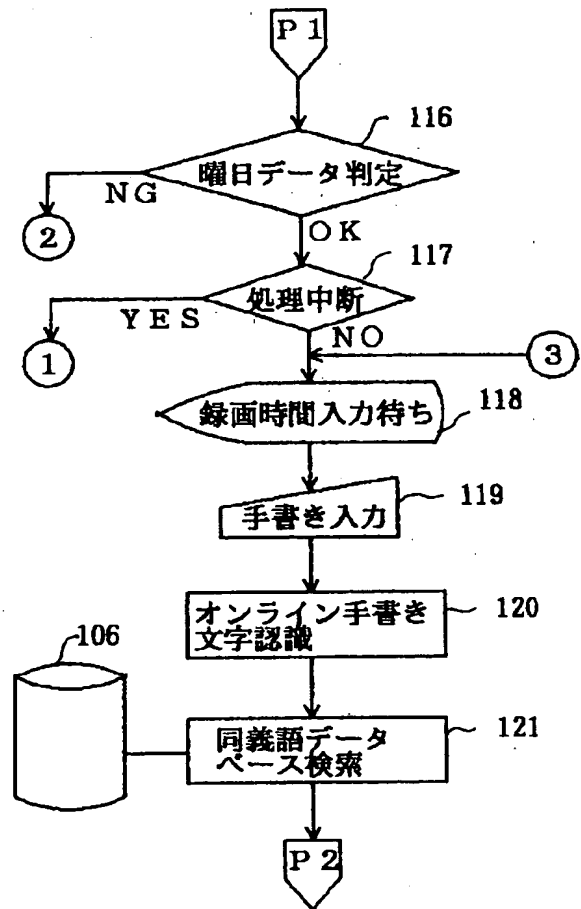 P1
116
曜日データ判定
NG
②
OK
117
処理中断
YES
①
NO
③
録画時間入力待ち
118
119
手書き入力
オンライン手書き
文字認識
120
106
同義語データ
ベース検索
121
P2